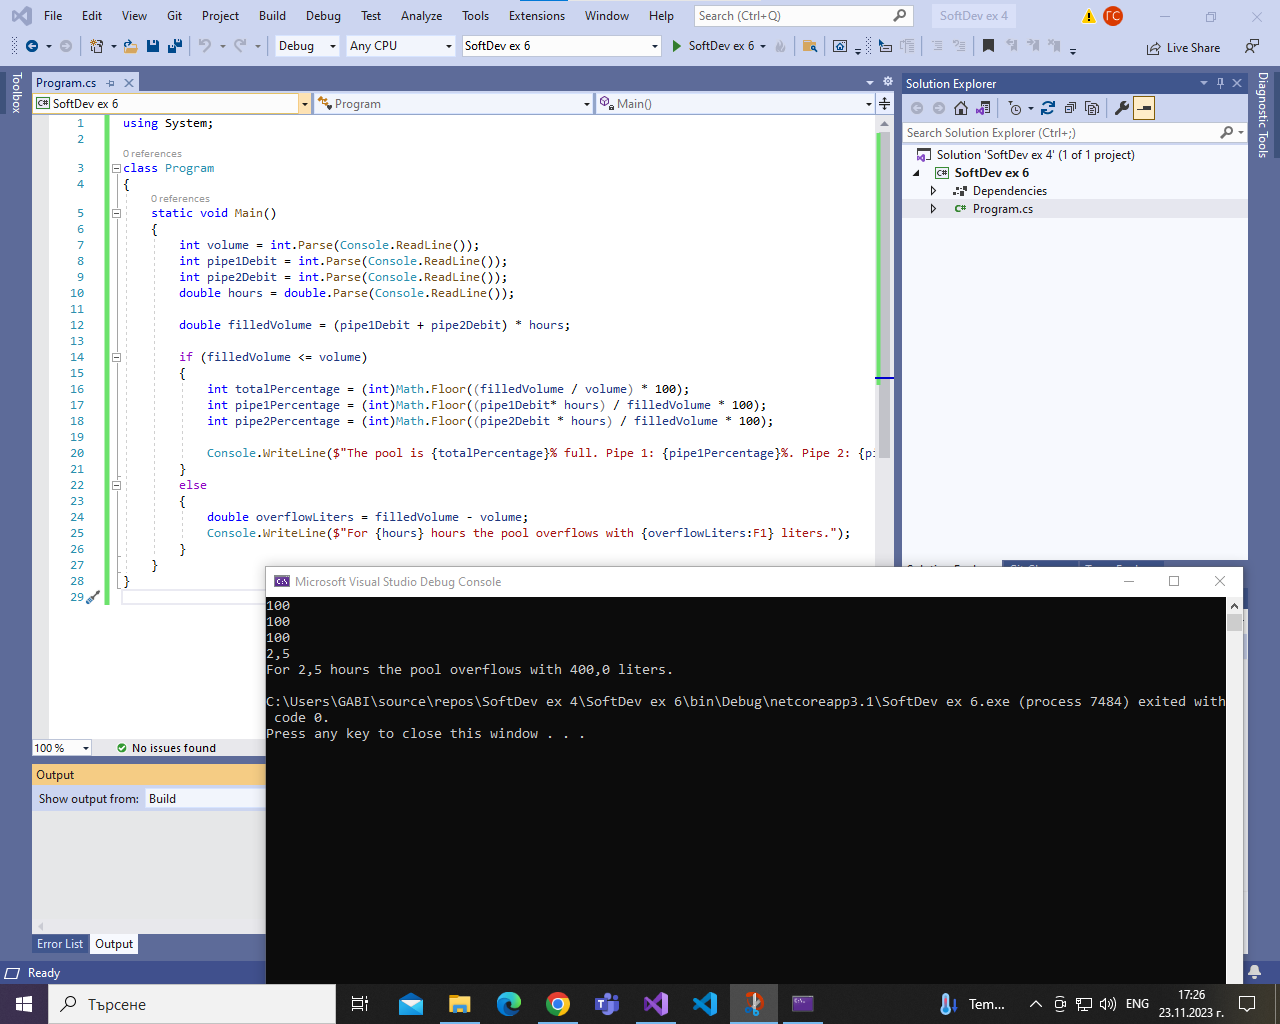 File Edit View Git Project Build Debug Test Analyze Tools Extensions Window Help Search (Ctrl+Q) SoftDev ex 4 ГС
Debug Any CPU SoftDev ex 6 SoftDev ex 6 Live Share
Toolbox
Program.cs
SoftDev ex 6 Program Main()
1 using System;
2
0 references
3 class Program
4 {
0 references
5 static void Main()
6 {
7 int volume = int.Parse(Console.ReadLine());
8 int pipe1Debit = int.Parse(Console.ReadLine());
9 int pipe2Debit = int.Parse(Console.ReadLine());
10 double hours = double.Parse(Console.ReadLine());
11
12 double filledVolume = (pipe1Debit + pipe2Debit) * hours;
13
14 if (filledVolume <= volume)
15 {
16 int totalPercentage = (int)Math.Floor((filledVolume / volume) * 100);
17 int pipe1Percentage = (int)Math.Floor((pipe1Debit* hours) / filledVolume * 100);
18 int pipe2Percentage = (int)Math.Floor((pipe2Debit * hours) / filledVolume * 100);
19
20 Console.WriteLine($"The pool is {totalPercentage}% full. Pipe 1: {pipe1Percentage}%. Pipe 2: {pi
21 }
22 else
23 {
24 double overflowLiters = filledVolume - volume;
25 Console.WriteLine($"For {hours} hours the pool overflows with {overflowLiters:F1} liters.");
26 }
27 }
28 }
29
100 % No issues found
Output
Show output from: Build
Error List Output
Ready
Solution Explorer
Search Solution Explorer (Ctrl+;)
Solution 'SoftDev ex 4' (1 of 1 project)
SoftDev ex 6
Dependencies
Program.cs
Diagnostic Tools
Microsoft Visual Studio Debug Console
100
100
100
2,5
For 2,5 hours the pool overflows with 400,0 liters.
C:\Users\GABI\source\repos\SoftDev ex 4\SoftDev ex 6\bin\Debug\netcoreapp3.1\SoftDev ex 6.exe (process 7484) exited with
code 0.
Press any key to close this window . . .
Търсене
Tem...
ENG
17:26
23.11.2023 г.